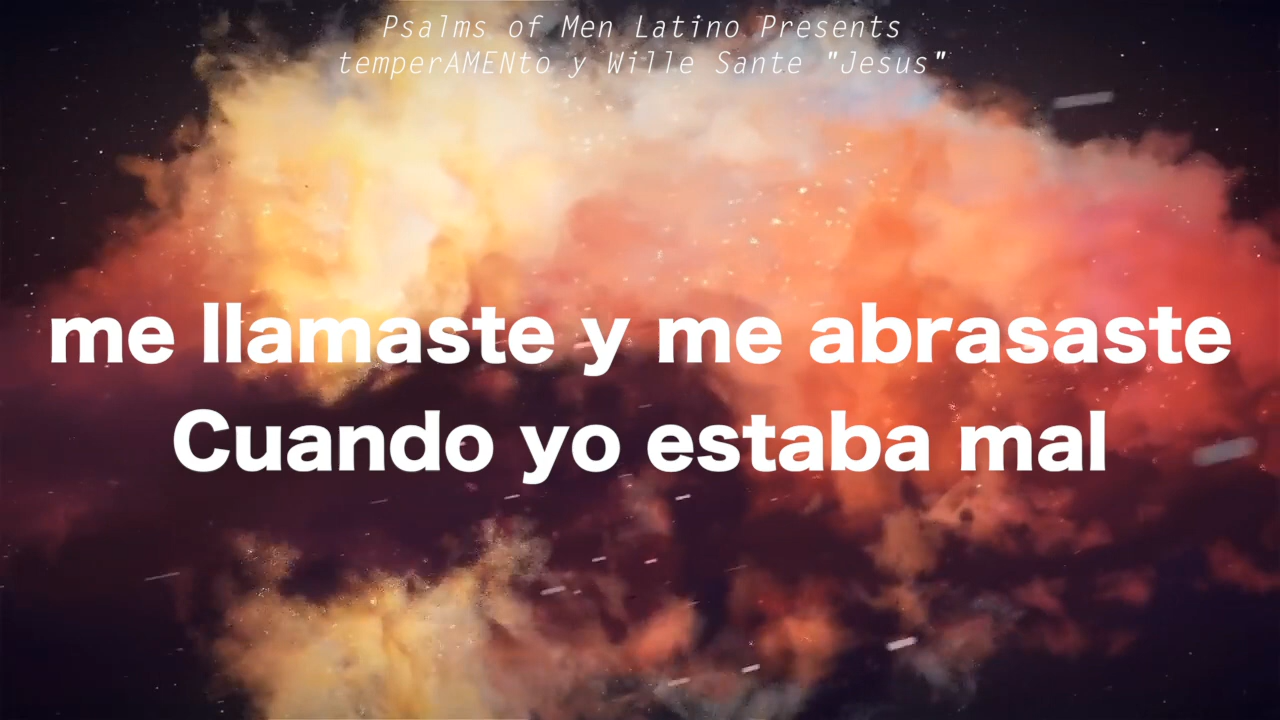 Psalms of Men Latino Presents
temperAMENto y Wille Sante "Jesus"
me llamaste y me abrasaste
Cuando yo estaba mal